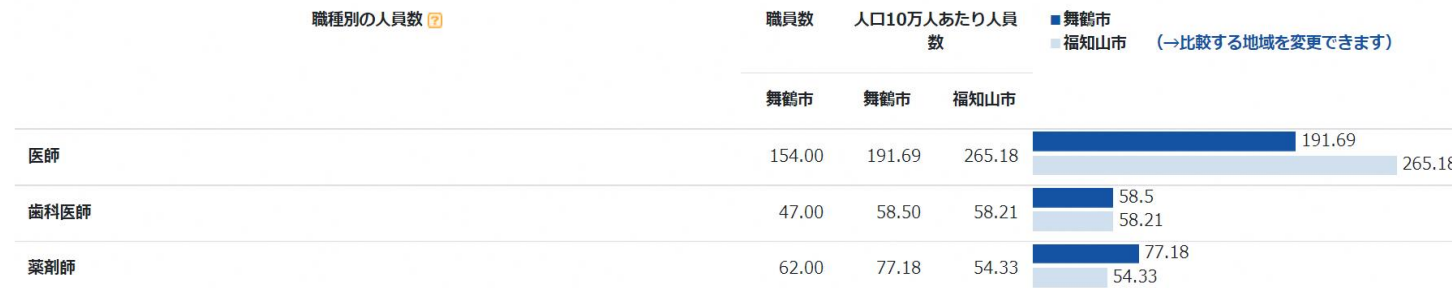 職種別の人員数 ?
職員数
人口10万人あたり人員
数
■舞鶴市
■福知山市 (→比較する地域を変更できます)
舞鶴市 舞鶴市 福知山市
医師 154.00 191.69 265.18
191.69
265.18
歯科医師 47.00 58.50 58.21
58.5
58.21
薬剤師 62.00 77.18 54.33
77.18
54.33